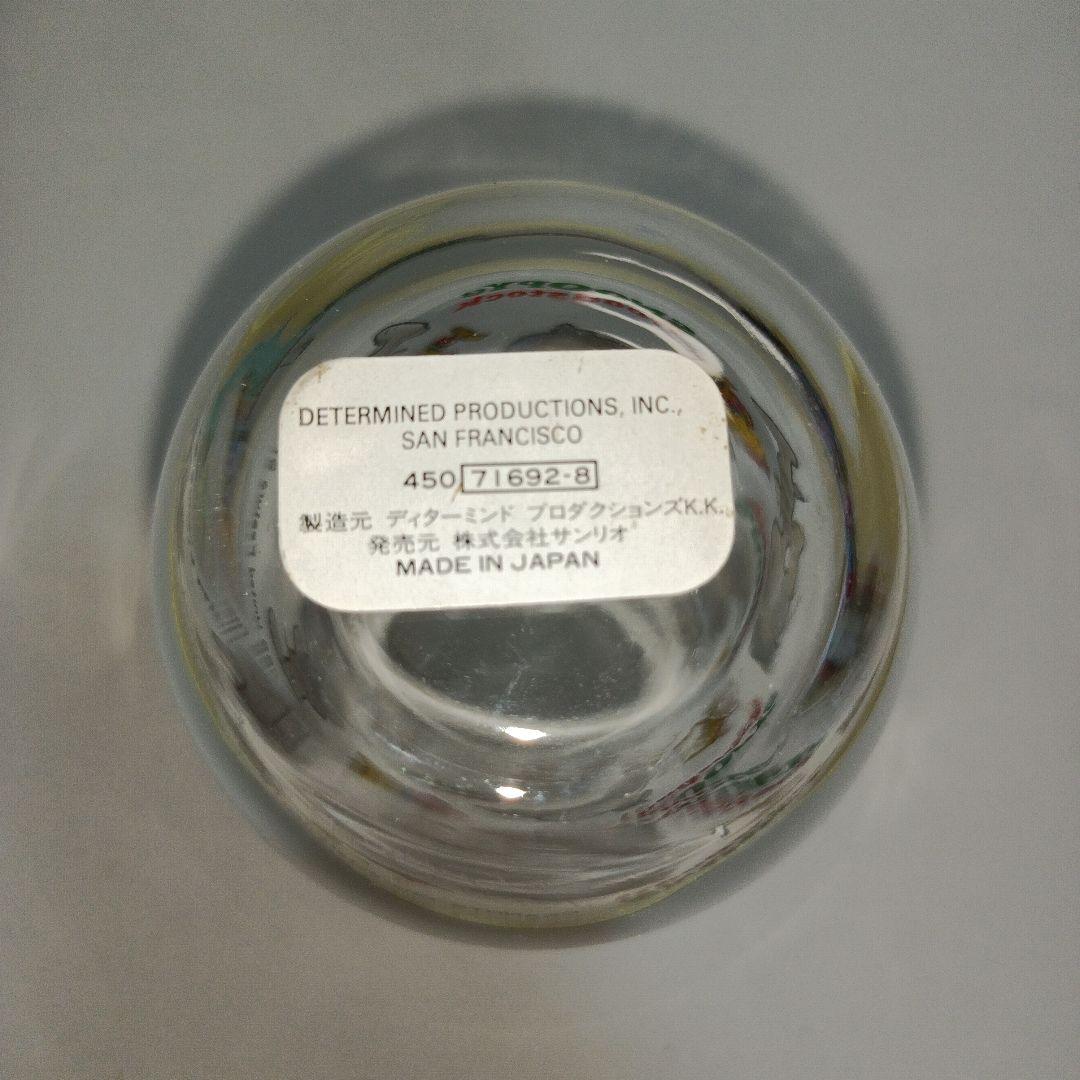 DETERMINED PRODUCTIONS, INC.,
SAN FRANCISCO
450 71692-8
製造元 ディターミンド プロダクションズK.K.
発売元 株式会社サンリオ
MADE IN JAPAN